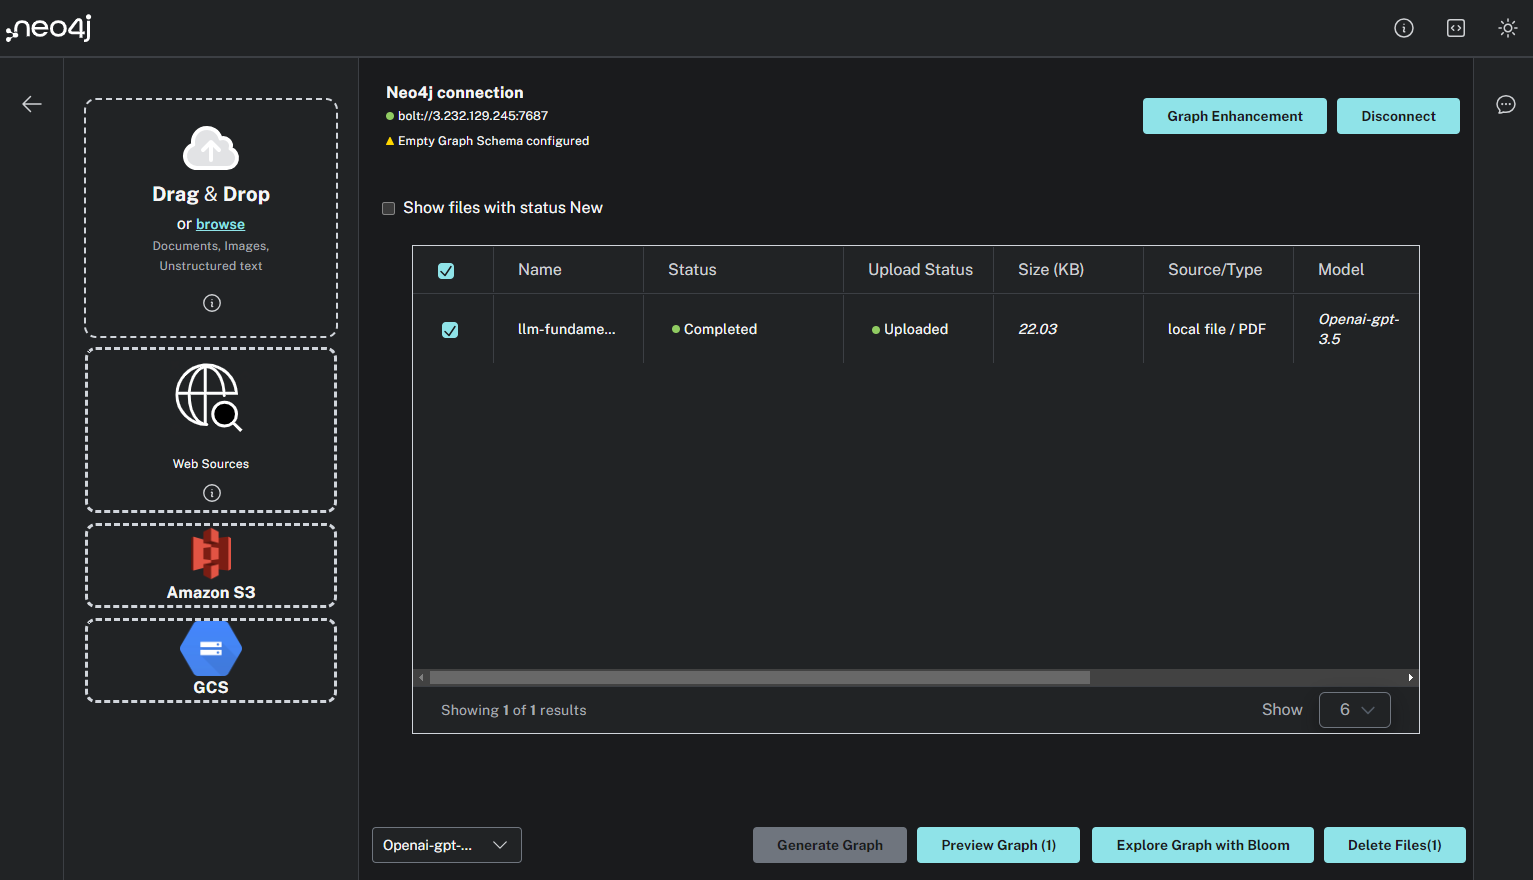 neo4j
Neo4j connection
bolt://3.232.129.245:7687
Empty Graph Schema configured
Graph Enhancement
Disconnect
Drag & Drop
or browse
Documents, Images,
Unstructured text
Web Sources
Amazon S3
GCS
Show files with status New
Name Status Upload Status Size (KB) Source/Type Model
llm-fundame... Completed Uploaded 22.03 local file / PDF Openai-gpt-
3.5
Showing 1 of 1 results
Show 6
Openai-gpt-...
Generate Graph
Preview Graph (1)
Explore Graph with Bloom
Delete Files(1)